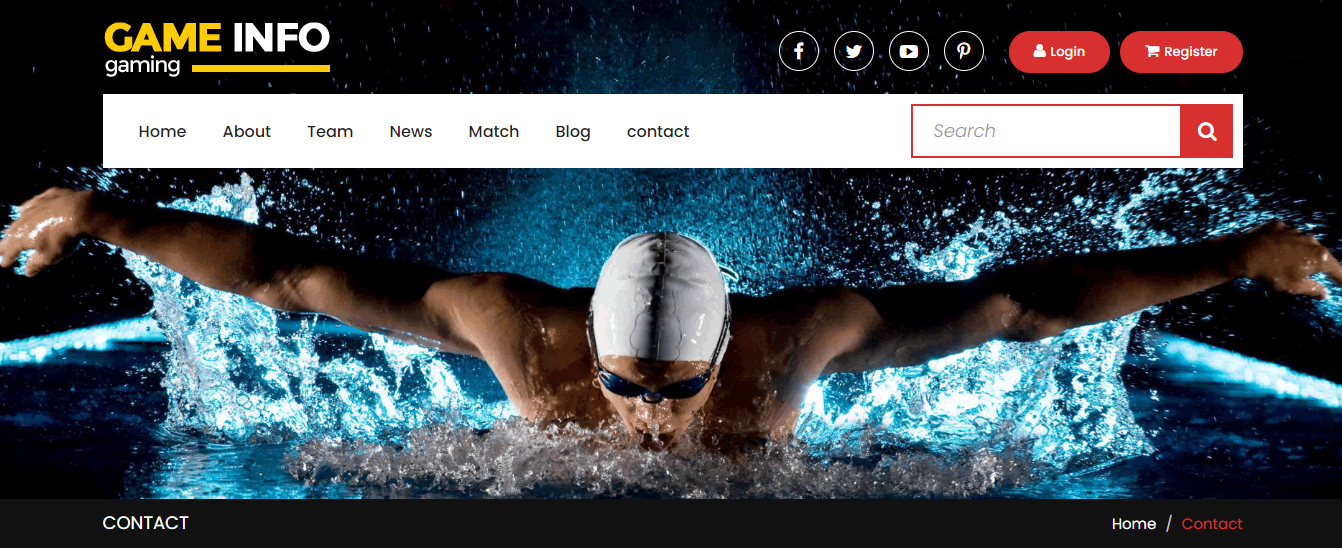 GAME INFO
gaming
Login
Register
Home About Team News Match Blog contact
Search
CONTACT
Home / Contact